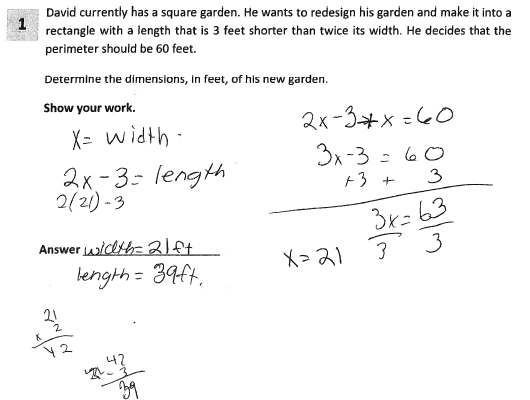 1
David currently has a square garden. He wants to redesign his garden and make it into a
rectangle with a length that is 3 feet shorter than twice its width. He decides that the
perimeter should be 60 feet.
Determine the dimensions, in feet, of his new garden.
Show your work.
X= width.
2x-3= length
2(21)-3
2x-3+x=60
3x-3 = 60
+3 + 3
3x=63
3 3
X=21
Answer width=21ft
length = 39ft.
21
x 2
42
42
- 3
39